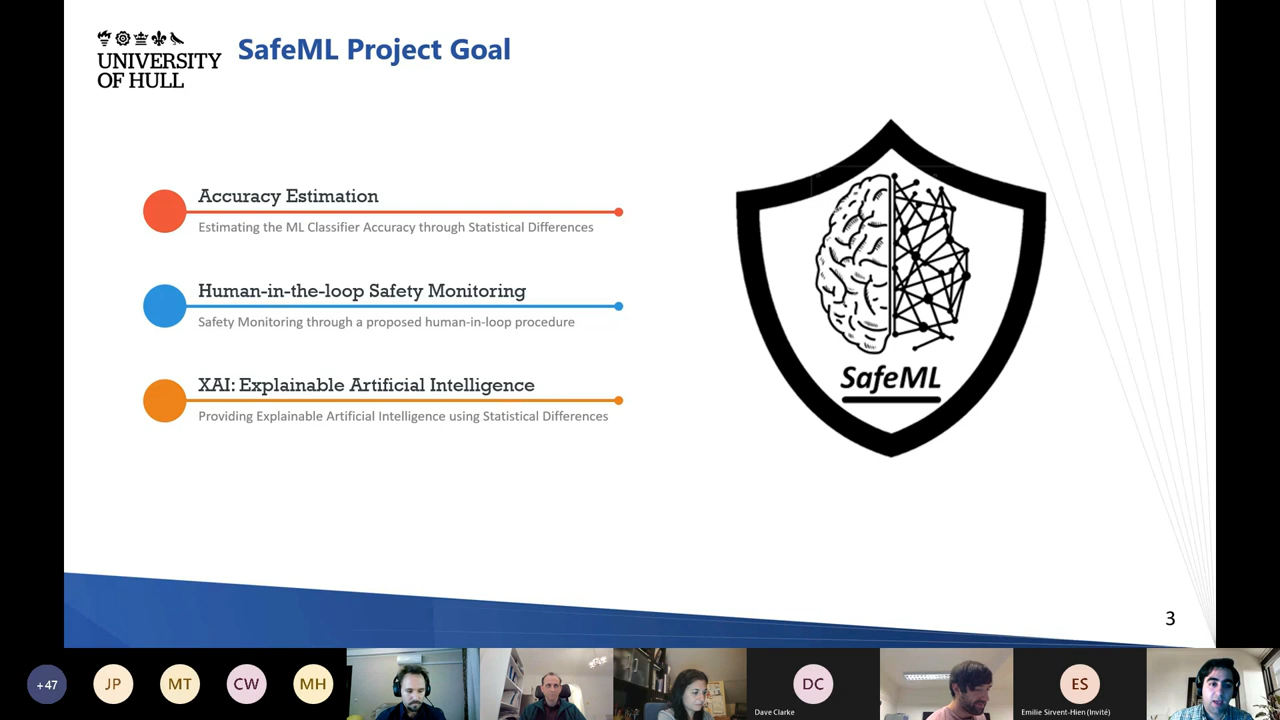 UNIVERSITY
OF HULL
SafeML Project Goal
Accuracy Estimation
Estimating the ML Classifier Accuracy through Statistical Differences
Human-in-the-loop Safety Monitoring
Safety Monitoring through a proposed human-in-loop procedure
XAI: Explainable Artificial Intelligence
Providing Explainable Artificial Intelligence using Statistical Differences
SafeML
3
+47
JP
MT
CW
MH
DC
Dave Clarke
ES
Emilie Sirvent-Hien (Invité)